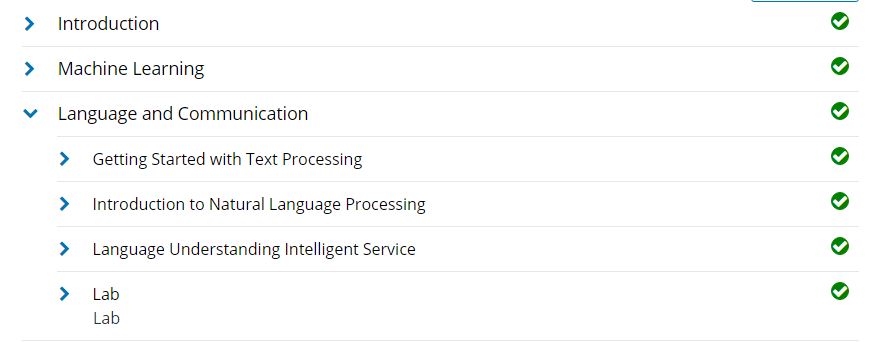 Introduction
Machine Learning
Language and Communication
Getting Started with Text Processing
Introduction to Natural Language Processing
Language Understanding Intelligent Service
Lab
Lab